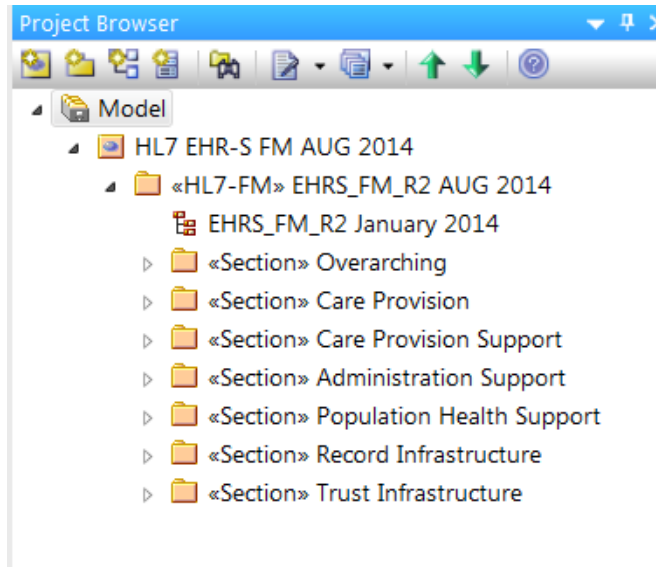 Project Browser
Model
HL7 EHR-S FM AUG 2014
«HL7-FM» EHRS_FM_R2 AUG 2014
EHRS_FM_R2 January 2014
«Section» Overarching
«Section» Care Provision
«Section» Care Provision Support
«Section» Administration Support
«Section» Population Health Support
«Section» Record Infrastructure
«Section» Trust Infrastructure